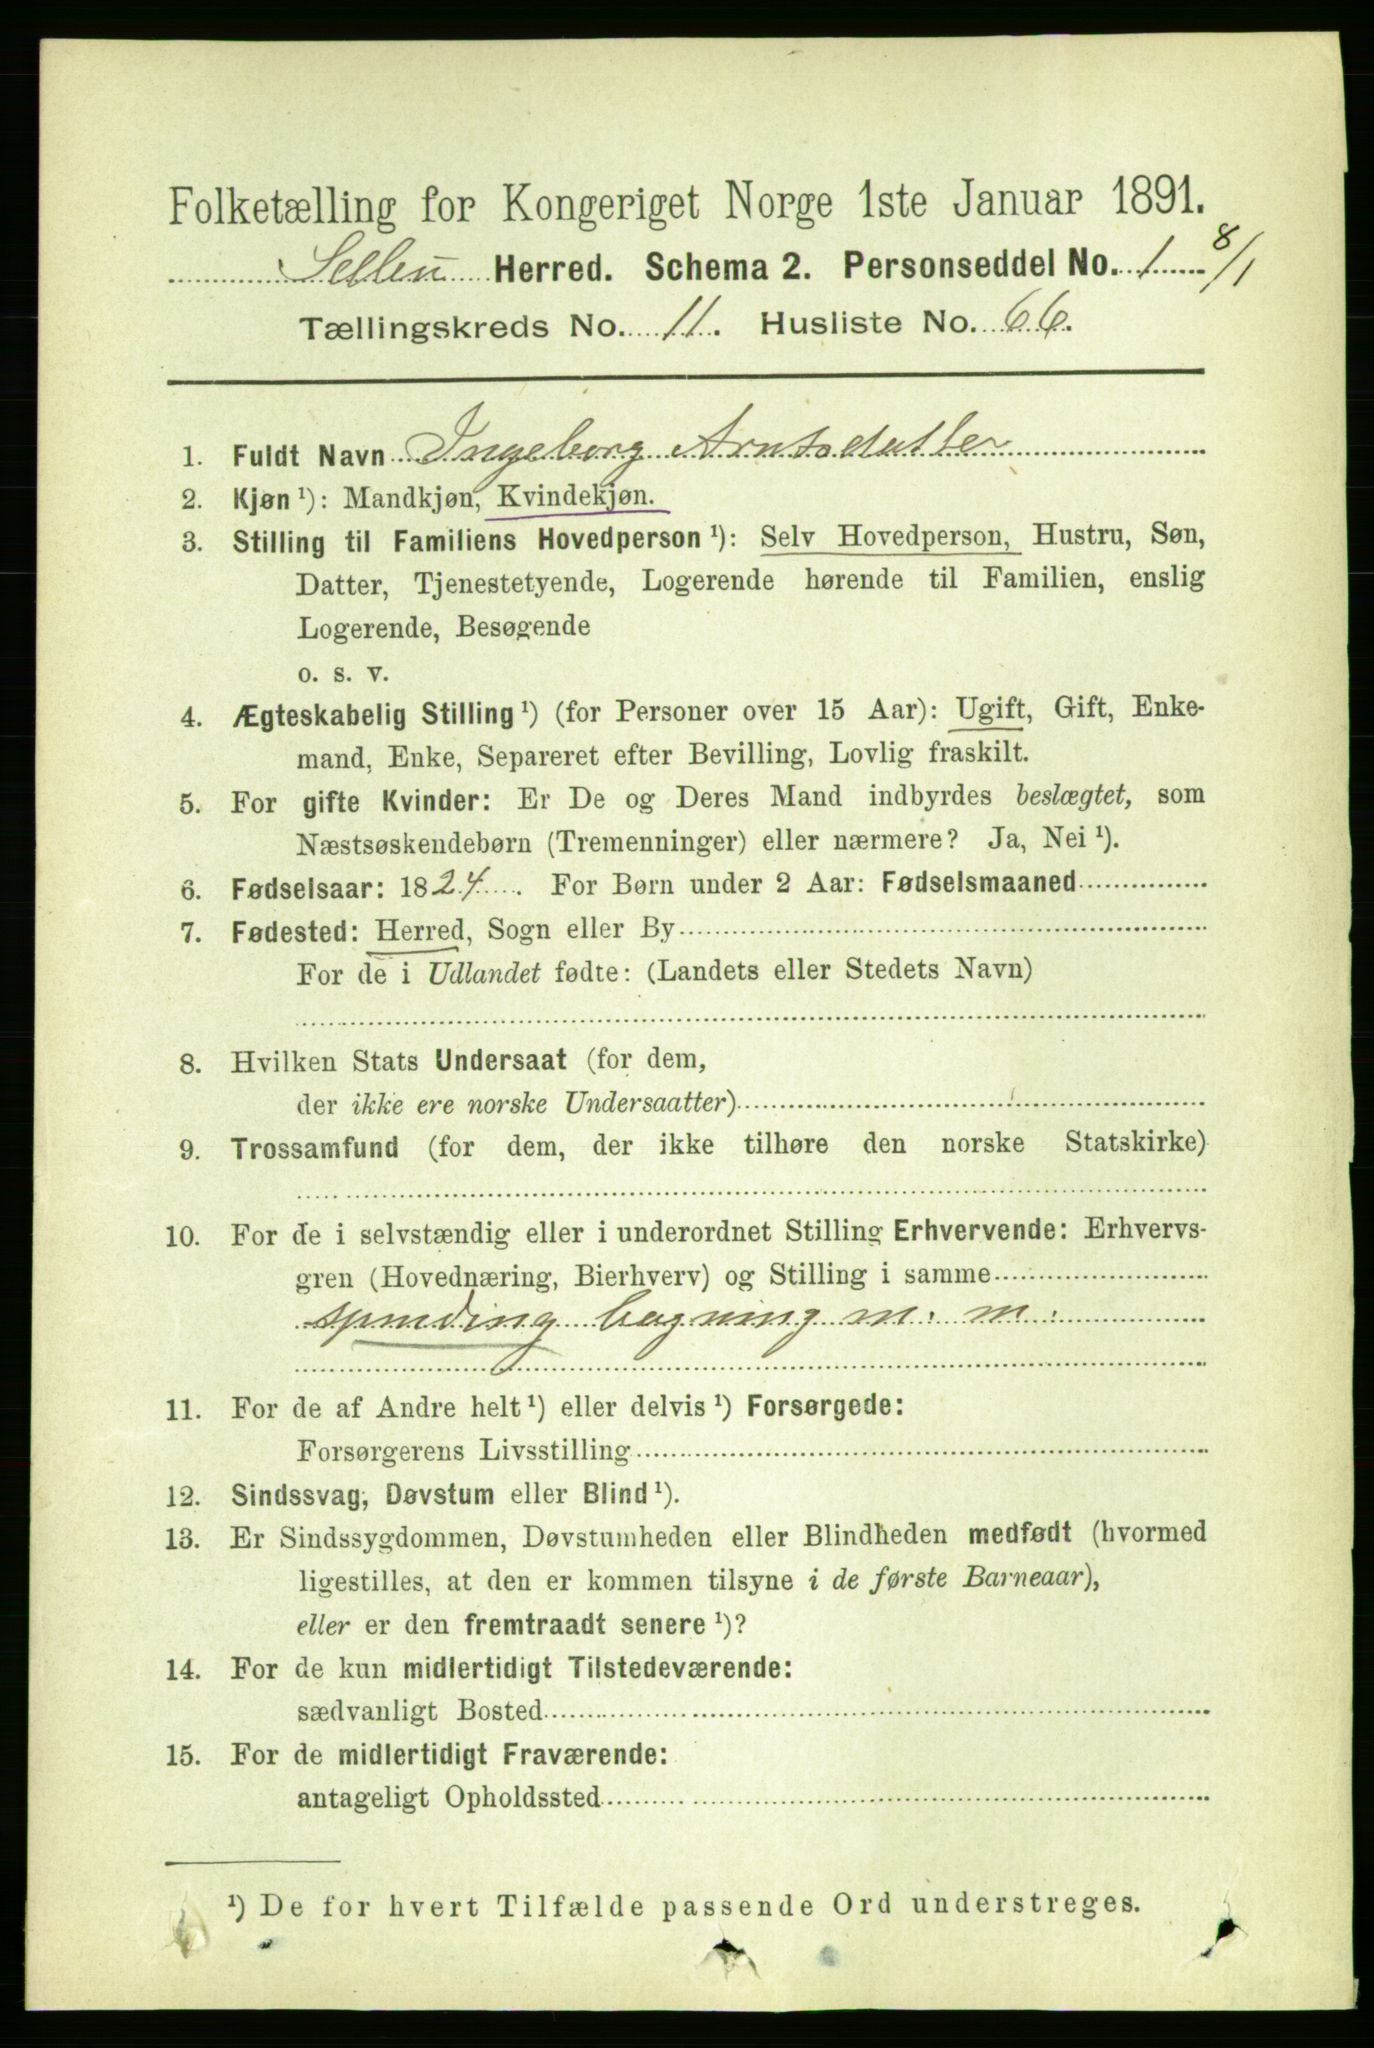 Folketælling for Kongeriget Norge 1ste Januar 1891.
Selbu Herred. Schema 2. Personseddel No. 1 8/1
Tællingskreds No. 11. Husliste No. 66.
1. Fuldt Navn Ingeborg Arntsdatter
2. Kjøn ¹): Mandkjøn, Kvindekjøn.
3. Stilling til Familiens Hovedperson ¹): Selv Hovedperson, Hustru, Søn,
Datter, Tjenestetyende, Logerende hørende til Familien, enslig
Logerende, Besøgende
o. s. v.
4. Ægteskabelig Stilling ¹) (for Personer over 15 Aar): Ugift, Gift, Enke-
mand, Enke, Separeret efter Bevilling, Lovlig fraskilt.
5. For gifte Kvinder: Er De og Deres Mand indbyrdes beslægtet, som
Næstsøskendebørn (Tremenninger) eller nærmere? Ja, Nei ¹).
6. Fødselsaar: 1824. For Børn under 2 Aar: Fødselsmaaned
7. Fødested: Herred, Sogn eller By
For de i Udlandet fødte: (Landets eller Stedets Navn)
8. Hvilken Stats Undersaat (for dem,
der ikke ere norske Undersaatter)
9. Trossamfund (for dem, der ikke tilhøre den norske Statskirke)
10. For de i selvstændig eller i underordnet Stilling Erhvervende: Erhvervs-
gren (Hovednæring, Bierhverv) og Stilling i samme
spinding bagning m. m.
11. For de af Andre helt ¹) eller delvis ¹) Forsørgede:
Forsørgerens Livsstilling
12. Sindssvag, Døvstum eller Blind ¹).
13. Er Sindssygdommen, Døvstumheden eller Blindheden medfødt (hvormed
ligestilles, at den er kommen tilsyne i de første Barneaar),
eller er den fremtraadt senere ¹)?
14. For de kun midlertidigt Tilstedeværende:
sædvanligt Bosted
15. For de midlertidigt Fraværende:
antageligt Opholdssted
¹) De for hvert Tilfælde passende Ord understreges.